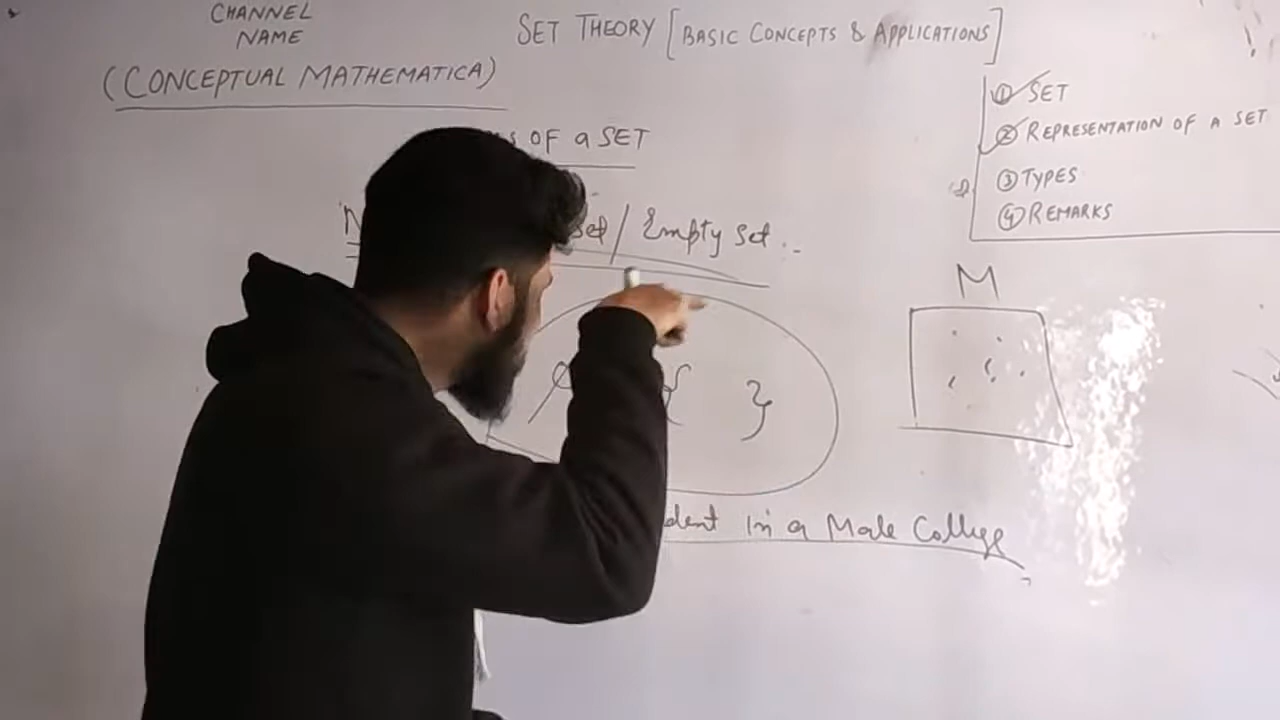 CHANNEL
NAME
(CONCEPTUAL MATHEMATICA)
SET THEORY [BASIC CONCEPTS & APPLICATIONS]
① SET
② REPRESENTATION OF A SET
③ TYPES
④ REMARKS
OF a SET
Set / Empty Set
M
{ }
in a Male College